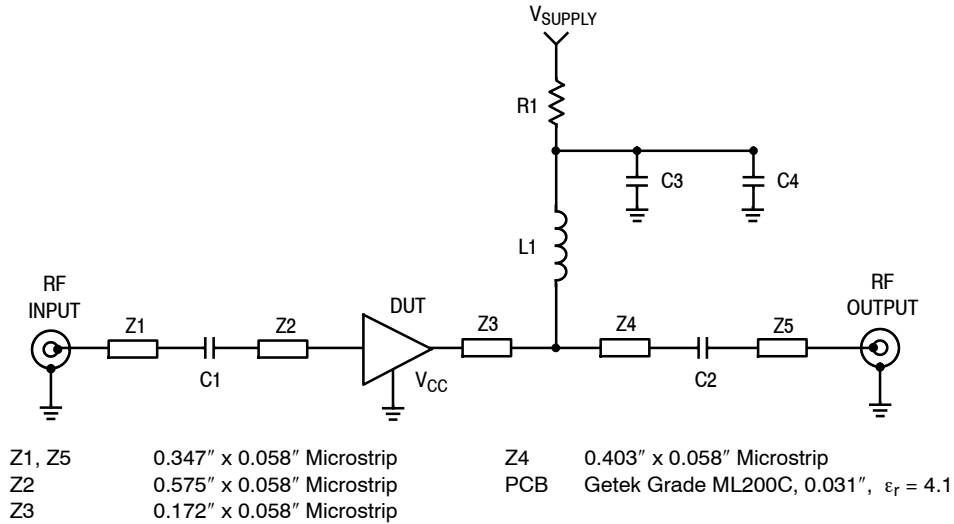 VSUPPLY
R1
C3
C4
L1
RF
INPUT
RF
OUTPUT
DUT
Z1
Z2
Z3
Z4
Z5
C1
VCC
C2
Z1, Z5 0.347″ x 0.058″ Microstrip
Z2 0.575″ x 0.058″ Microstrip
Z3 0.172″ x 0.058″ Microstrip
Z4 0.403″ x 0.058″ Microstrip
PCB Getek Grade ML200C, 0.031″, εr = 4.1